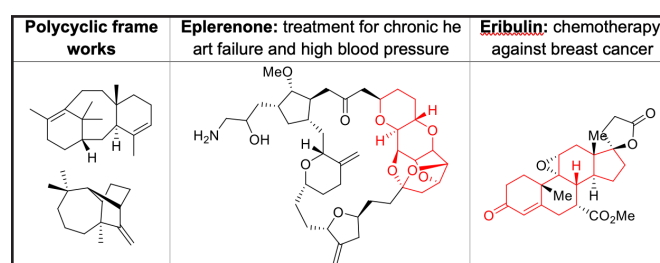 Polycyclic frame
works
Eplerenone: treatment for chronic he
art failure and high blood pressure
Eribulin: chemotherapy
against breast cancer
MeO
O
H
O
O
H
H2N
OH
H
O
O
O
O
O
O
Me
O
O
O
H
H
Me
O
CO2Me